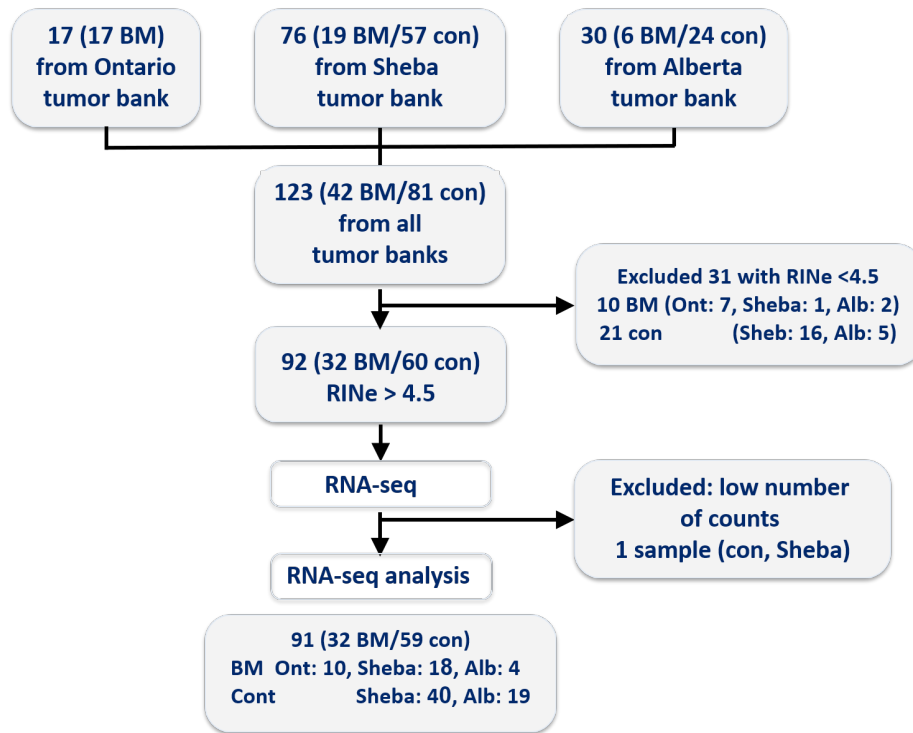 17 (17 BM)
from Ontario
tumor bank
76 (19 BM/57 con)
from Sheba
tumor bank
30 (6 BM/24 con)
from Alberta
tumor bank
123 (42 BM/81 con)
from all
tumor banks
Excluded 31 with RINe <4.5
10 BM (Ont: 7, Sheba: 1, Alb: 2)
21 con (Sheb: 16, Alb: 5)
92 (32 BM/60 con)
RINe > 4.5
RNA-seq
Excluded: low number
of counts
1 sample (con, Sheba)
RNA-seq analysis
91 (32 BM/59 con)
BM Ont: 10, Sheba: 18, Alb: 4
Cont Sheba: 40, Alb: 19